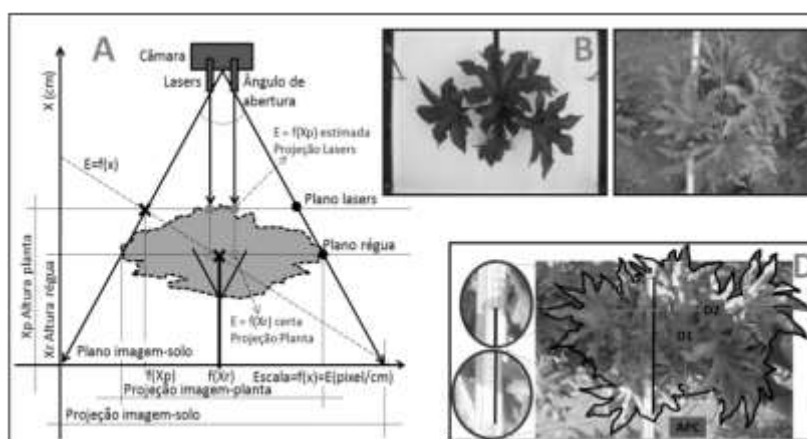 A
Câmara
Lasers
Ângulo de
abertura
X (cm)
E = f(Xp) estimada
Projeção Lasers
E=f(x)
Plano lasers
Plano régua
Xp Altura planta
Xr Altura régua
E = f(Xr) certa
Projeção Planta
Plano imagem-solo
f(Xp)
f(Xr)
Escala=f(x)=E(pixel/cm)
Projeção imagem-planta
Projeção imagem-solo
B
C
D
D2
D1
APC